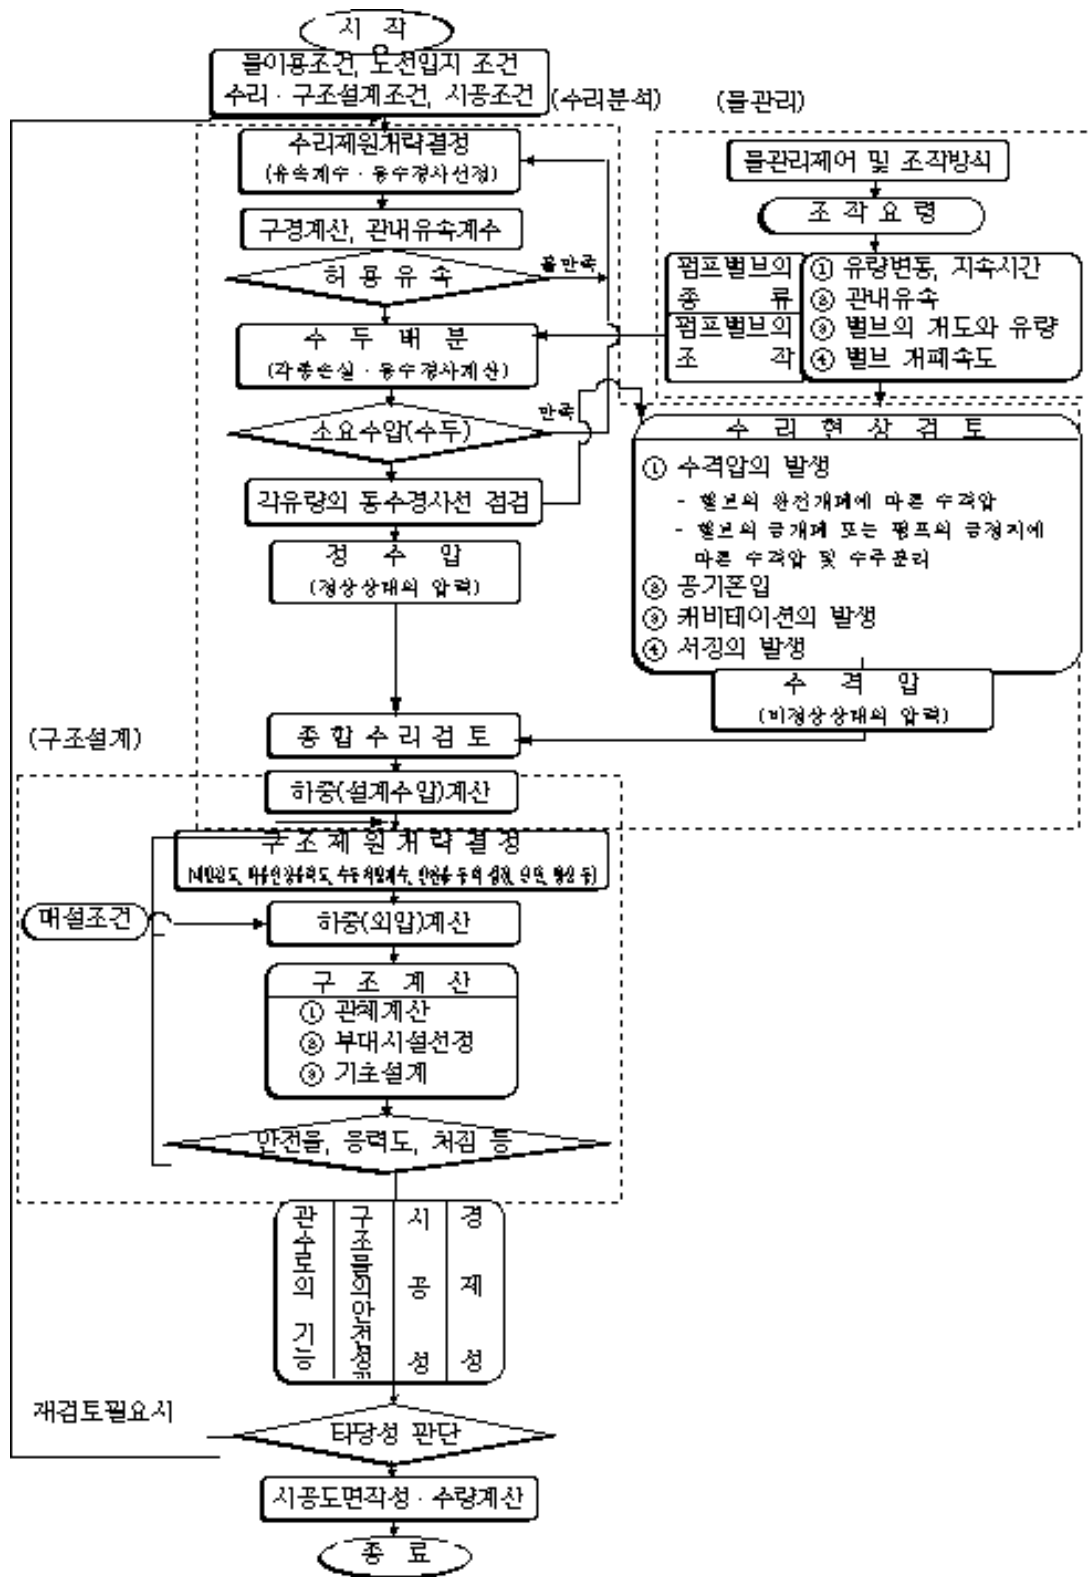 시 작
물이용조건, 노선입지 조건
수리 · 구조설계조건, 시공조건
(수리분석)
(물관리)
수리제원개략결정
(유속계수 · 동수경사선정)
구경계산, 관내유속계수
허 용 유 속
불만족
수 두 배 분
(각종손실 · 동수경사계산)
소요수압(수두)
만족
각유량의 동수경사선 점검
정 수 압
(정상상태의 압력)
물관리제어 및 조작방식
조 작 요 령
펌프밸브의
종 류
펌프밸브의
조 작
① 유량변동, 지속시간
② 관내유속
③ 밸브의 개도와 유량
④ 밸브 개폐속도
수 리 현 상 검 토
① 수격압의 발생
- 밸브의 완전개폐에 따른 수격압
- 밸브의 급개폐 또는 펌프의 급정지에
따른 수격압 및 수주분리
② 공기혼입
③ 캐비테이션의 발생
④ 서징의 발생
수 격 압
(비정상상태의 압력)
종 합 수 리 검 토
(구조설계)
하중(설계수압)계산
구 조 제 원 개 략 결 정
매설조건
하중(외압)계산
구 조 계 산
① 관체계산
② 부대시설선정
③ 기초설계
안전율, 응력도, 처짐 등
관수로의 기능
구조물의안전성
시 공 성
경 제 성
재검토필요시
타당성 판단
시공도면작성 · 수량계산
종 료